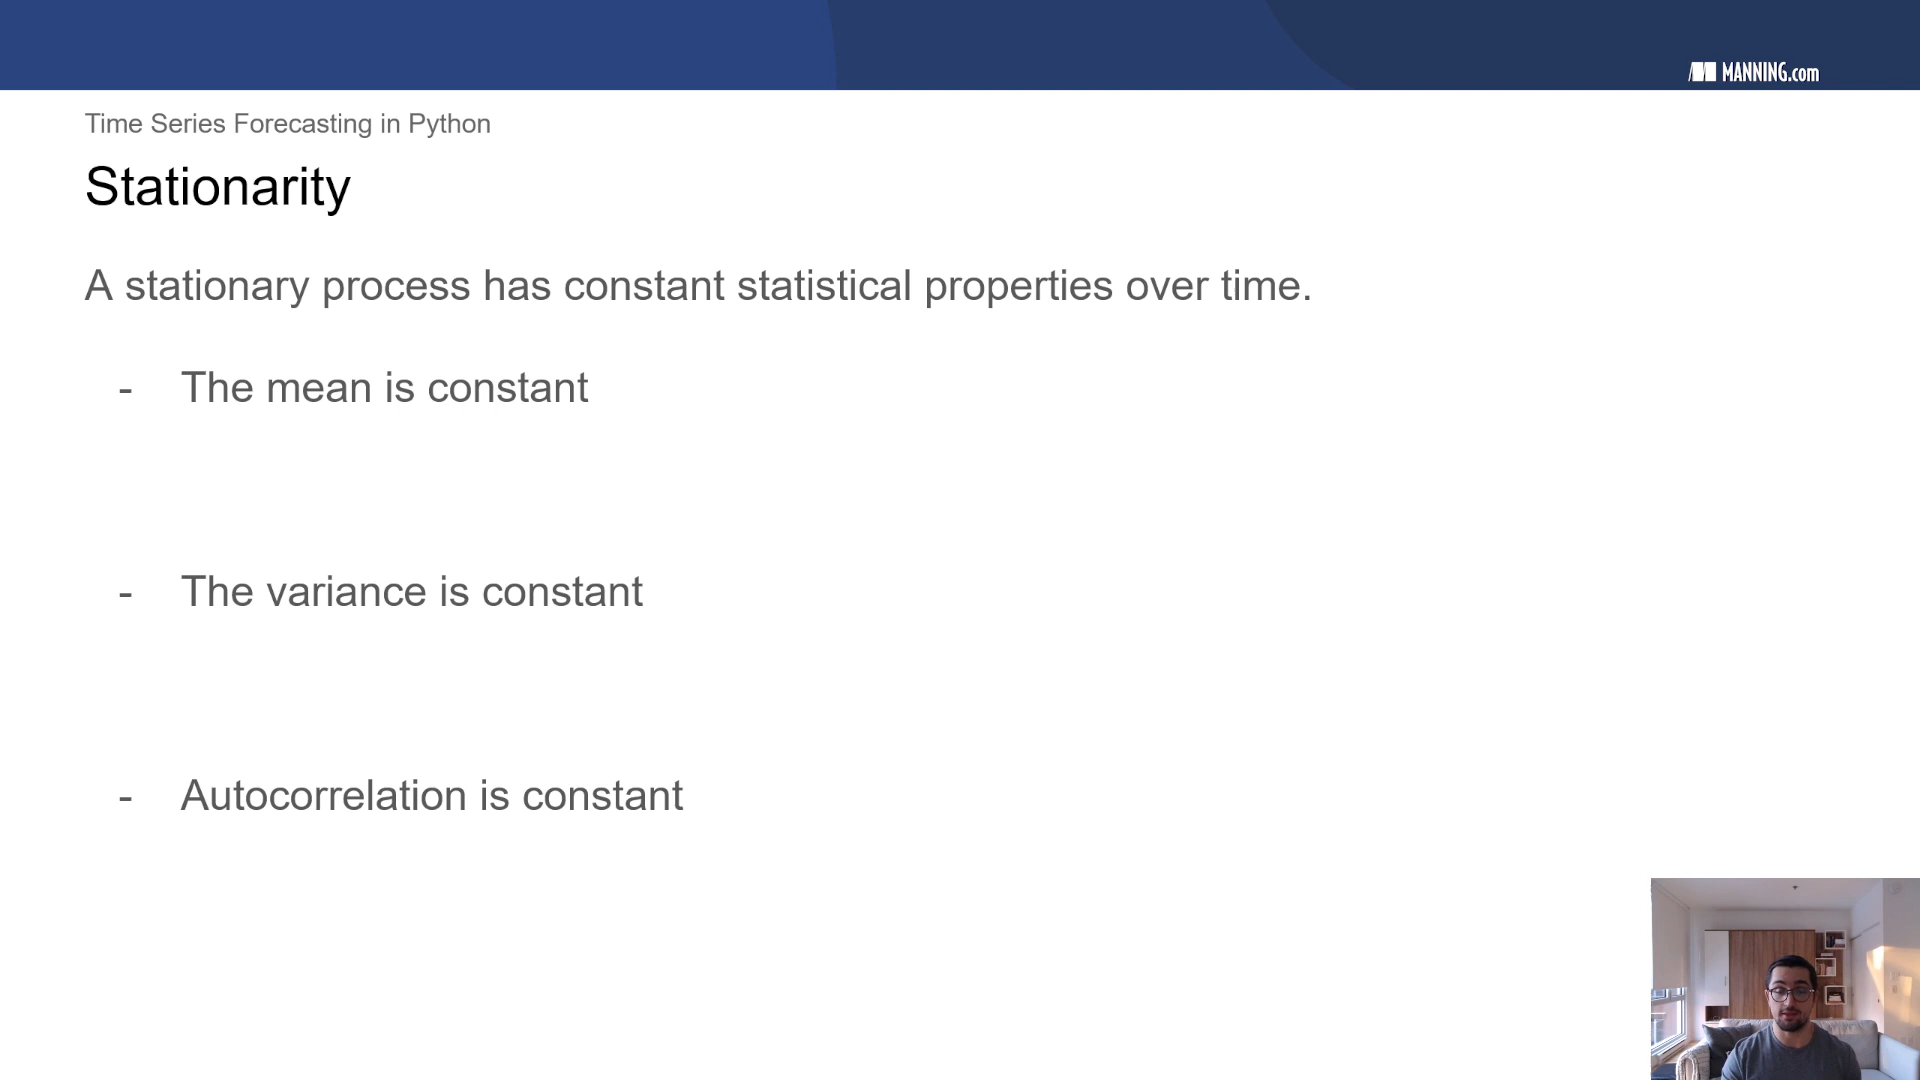 MANNING.com
Time Series Forecasting in Python
Stationarity
A stationary process has constant statistical properties over time.
- The mean is constant
- The variance is constant
- Autocorrelation is constant